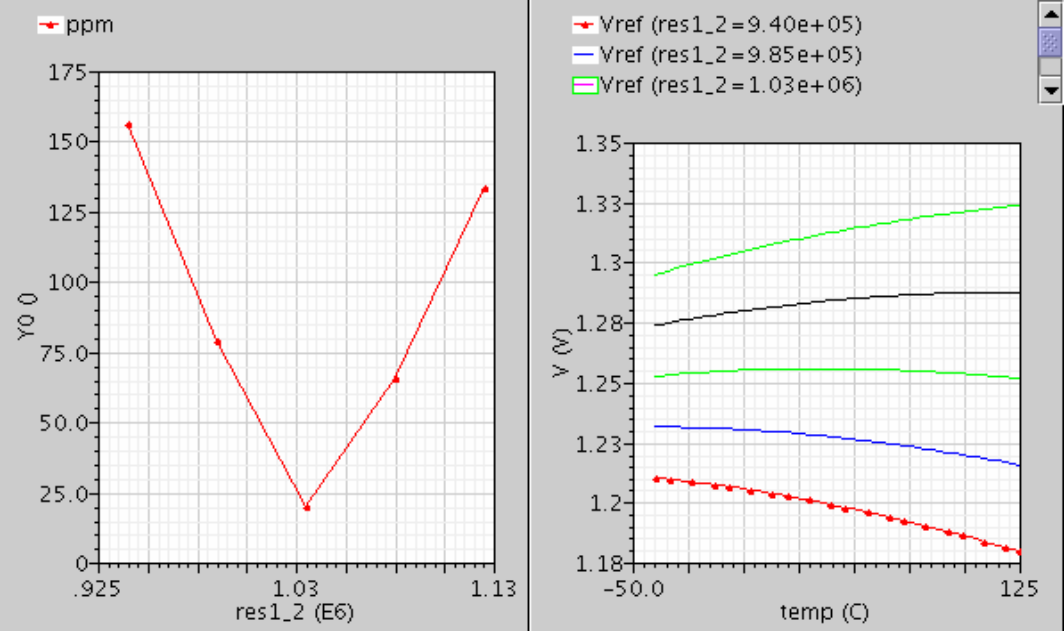 ppm
175
150
125
100
75.0
50.0
25.0
0
Y0 ()
.925
1.03
1.13
res1_2 (E6)
Vref (res1_2=9.40e+05)
Vref (res1_2=9.85e+05)
Vref (res1_2=1.03e+06)
1.35
1.33
1.3
1.28
1.25
1.23
1.2
1.18
V (V)
-50.0
125
temp (C)